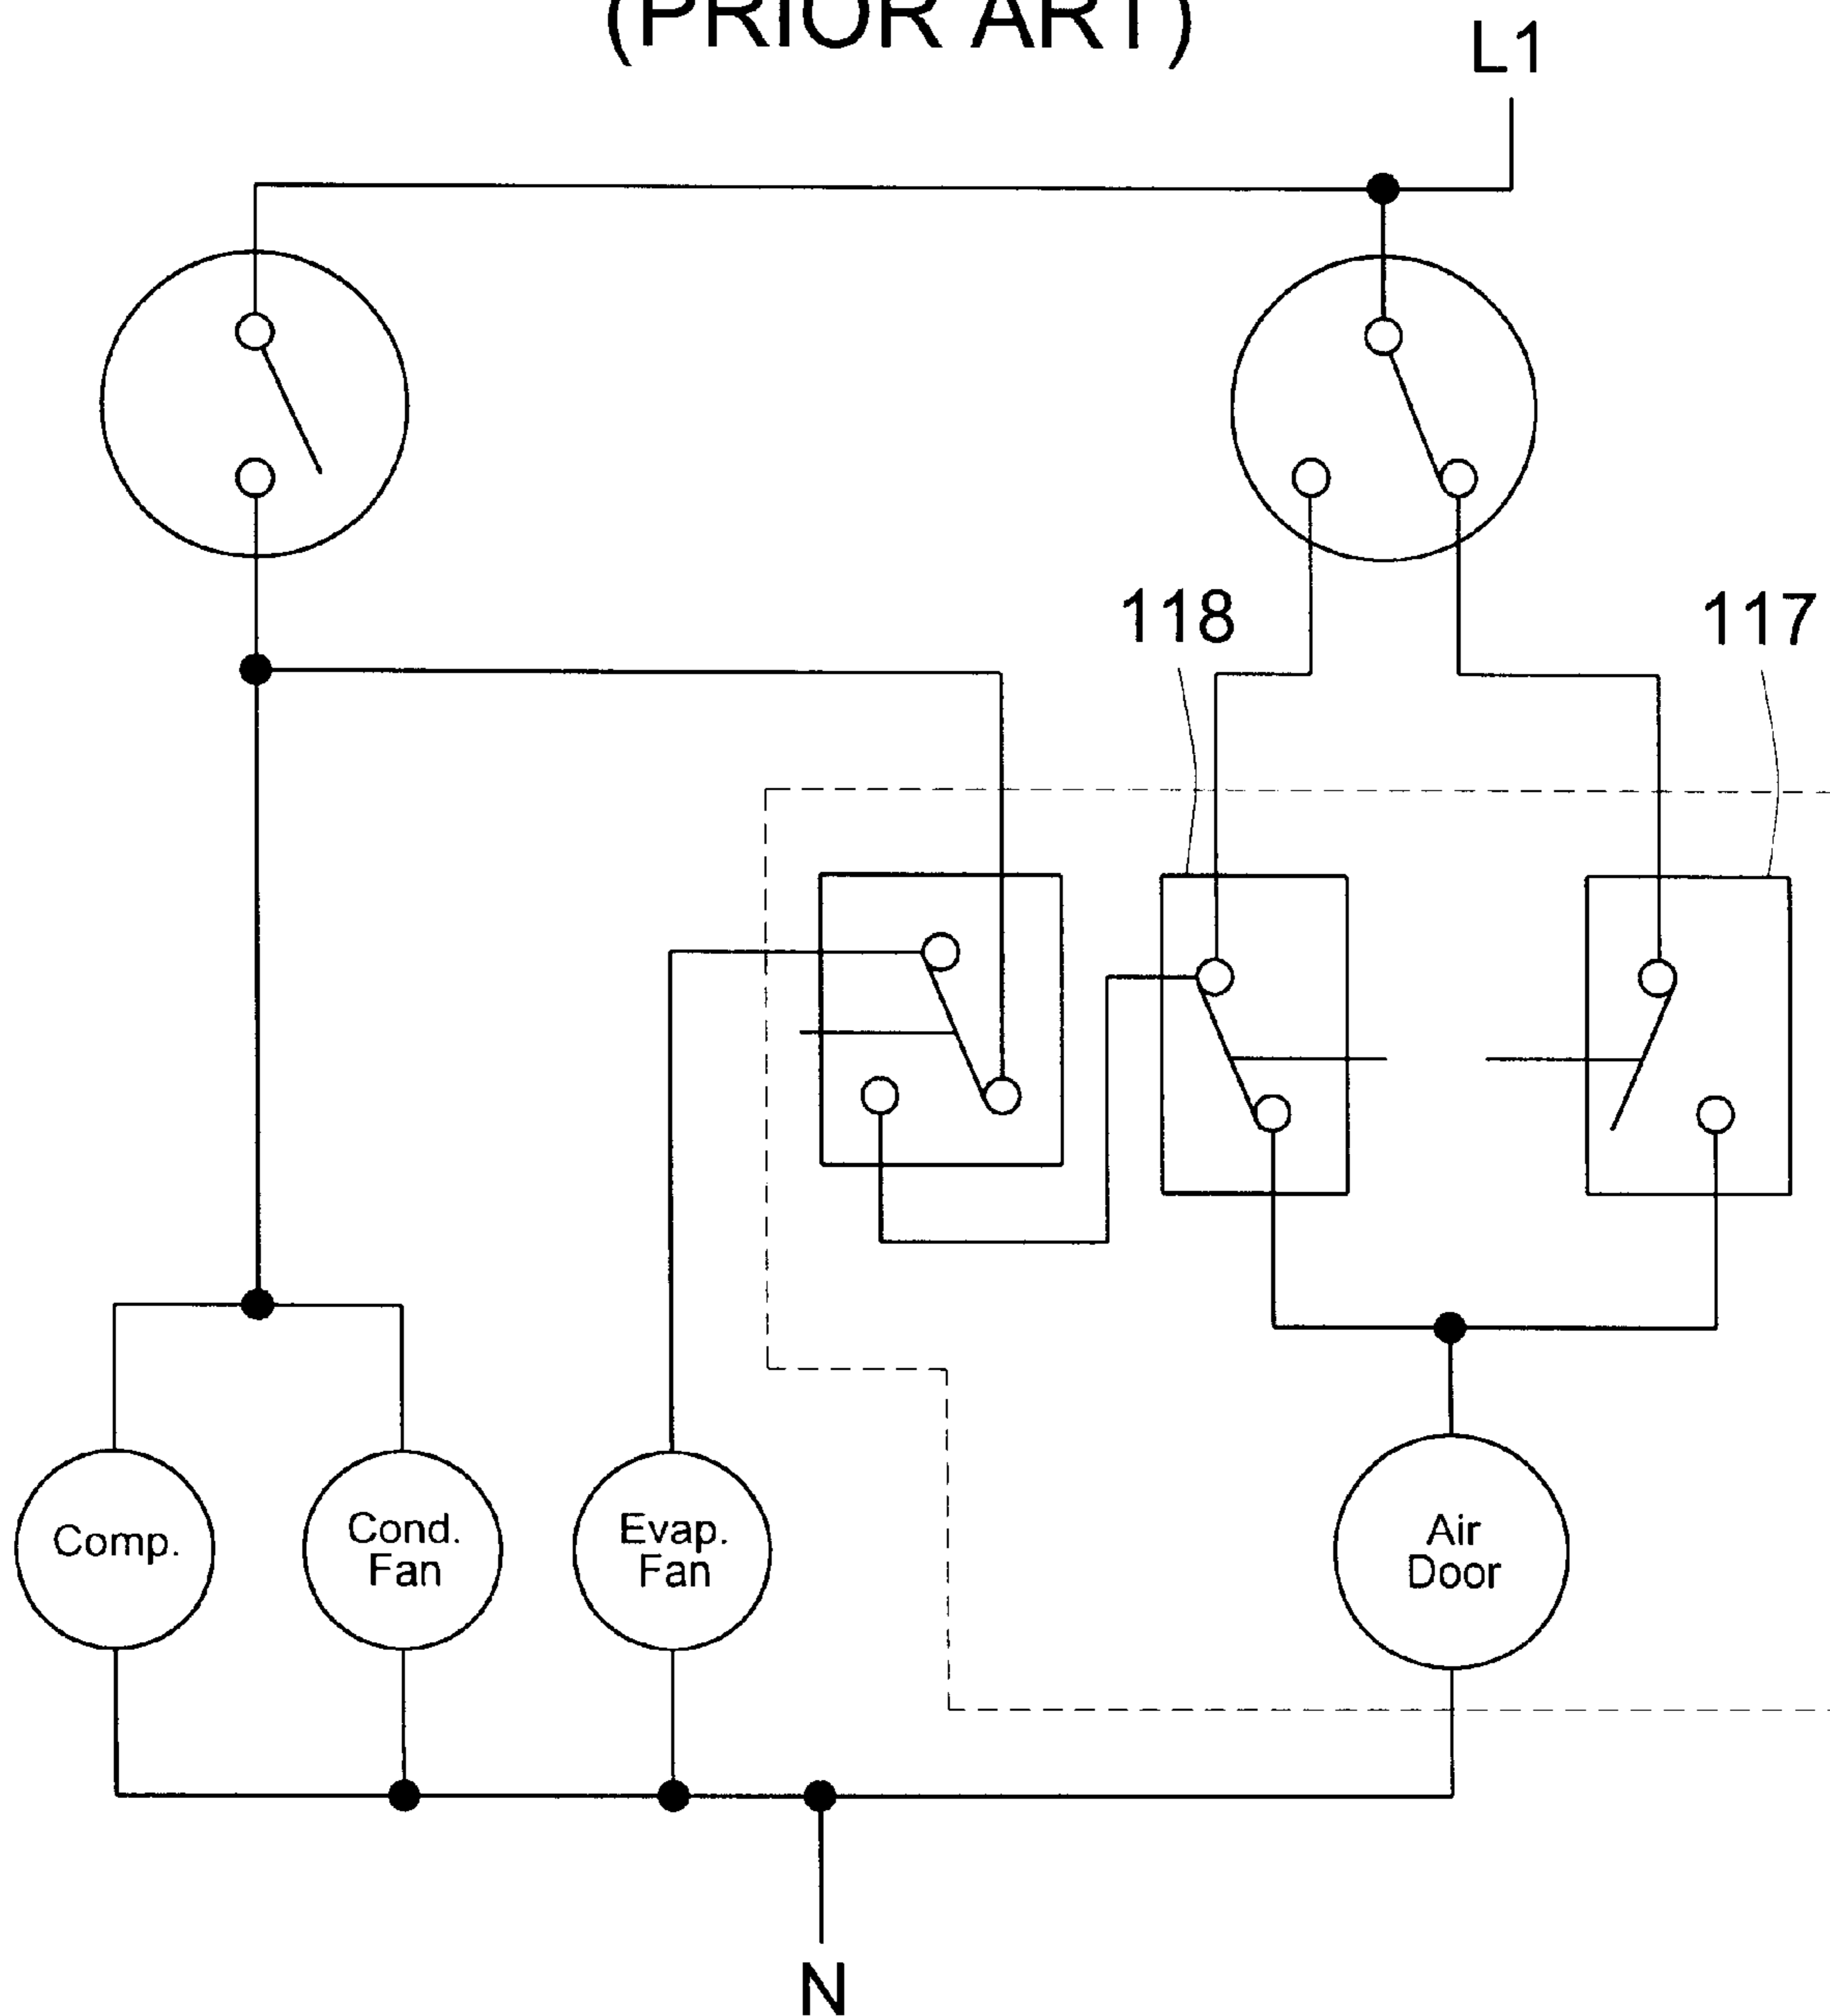 (PRIOR ART)
L1
118
117
Comp.
Cond.
Fan
Evap.
Fan
Air
Door
N